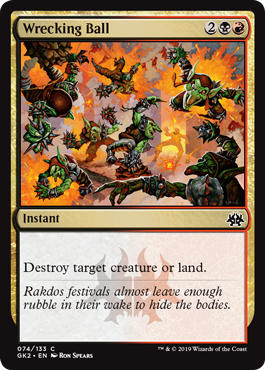 Wrecking Ball 2
Instant
Destroy target creature or land.
Rakdos festivals almost leave enough
rubble in their wake to hide the bodies.
074/133 C
GK2 • EN Ron Spears
™ & © 2019 Wizards of the Coast